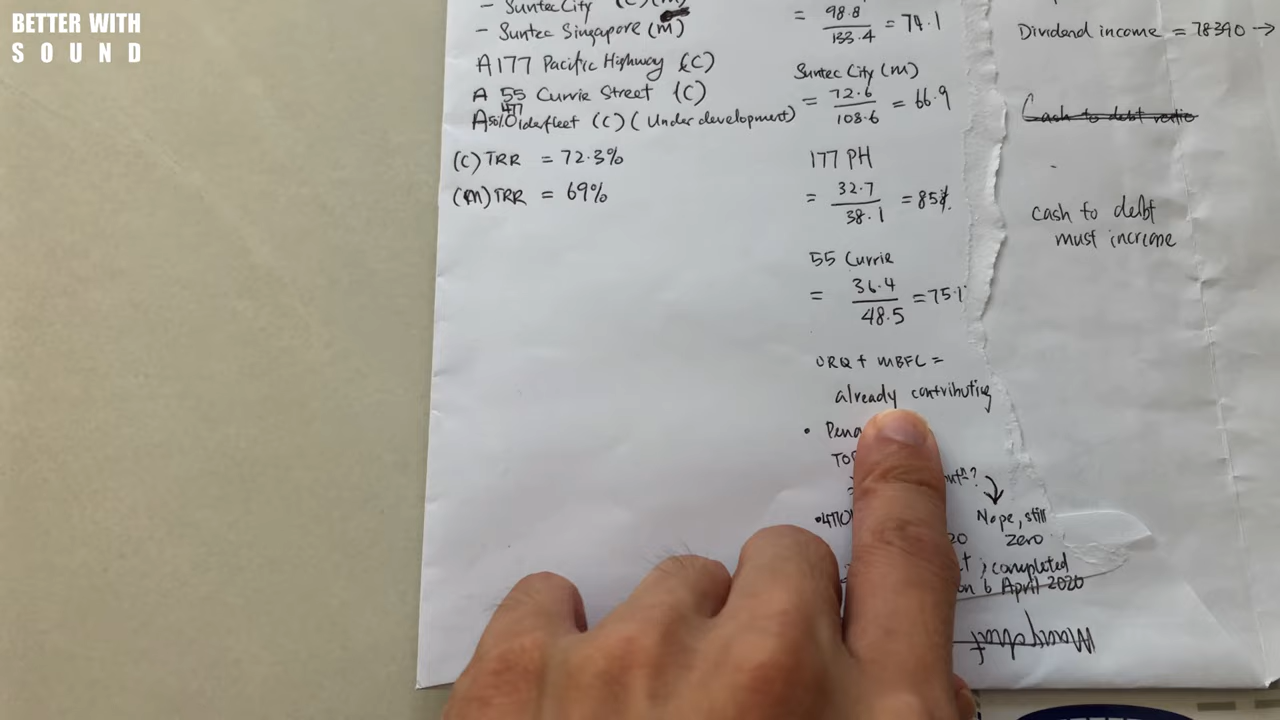 BETTER WITH
SOUND
- Suntec City (C)(m)
- Suntec Singapore (m)
A 177 Pacific Highway (C)
A 55 Currie Street (C)
(C) (Under development)
(C) TRR = 72.3%
(m) TRR = 69%
= 98.8 / 133.4 = 74.1
Suntec City (M)
= 72.6 / 108.6 = 66.9
177 PH
= 32.7 / 38.1 = 85%
55 Currie
= 36.4 / 48.5 = 75.1
ORQ + MBFC =
already contributing
Nope, still
zero
completed
on 6 April 2020
Dividend income = 78390 →
Cash to debt ratio
cash to debt
must increase